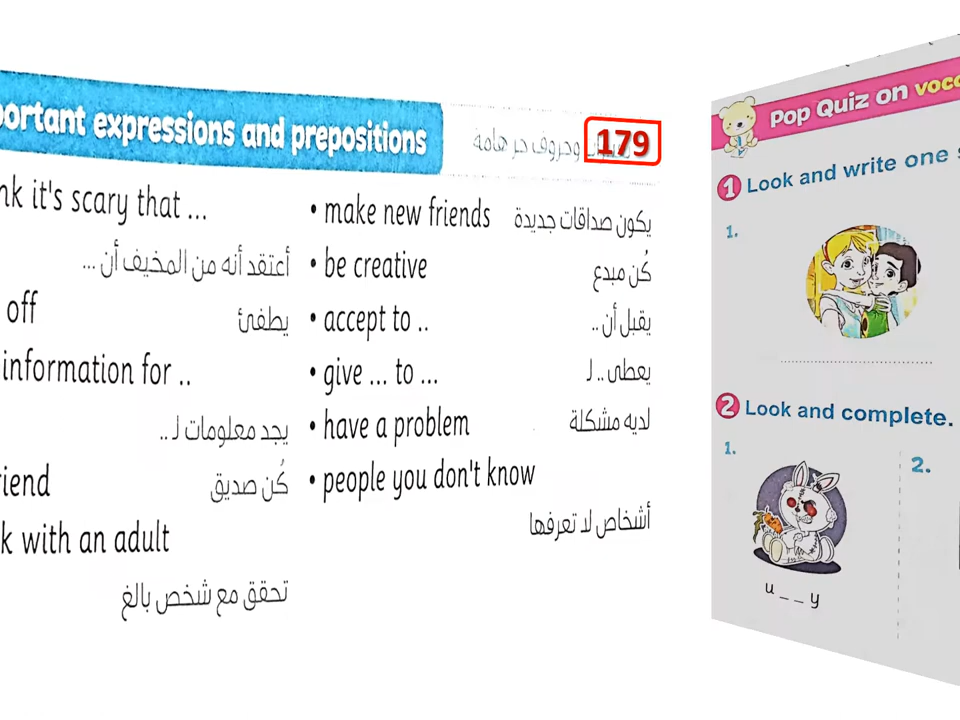 portant expressions and prepositions
وحروف جر هامة
179
nk it's scary that ...
أعتقد أنه من المخيف أن ...
off يطفئ
information for ..
يجد معلومات لـ ..
riend كُن صديق
k with an adult
تحقق مع شخص بالغ
• make new friends يكون صداقات جديدة
• be creative كُن مبدع
• accept to .. يقبل أن ..
• give ... to ... يعطى .. لـ
• have a problem لديه مشكلة
• people you don't know
أشخاص لا تعرفها
Pop Quiz on voc
1 Look and write one s
1.
2 Look and complete.
1.
2.
u _ _ y